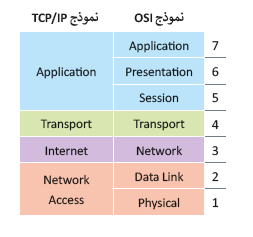 نموذج TCP/IP نموذج OSI
Application 7
Application Presentation 6
Session 5
Transport Transport 4
Internet Network 3
Network Access Data Link 2
Physical 1